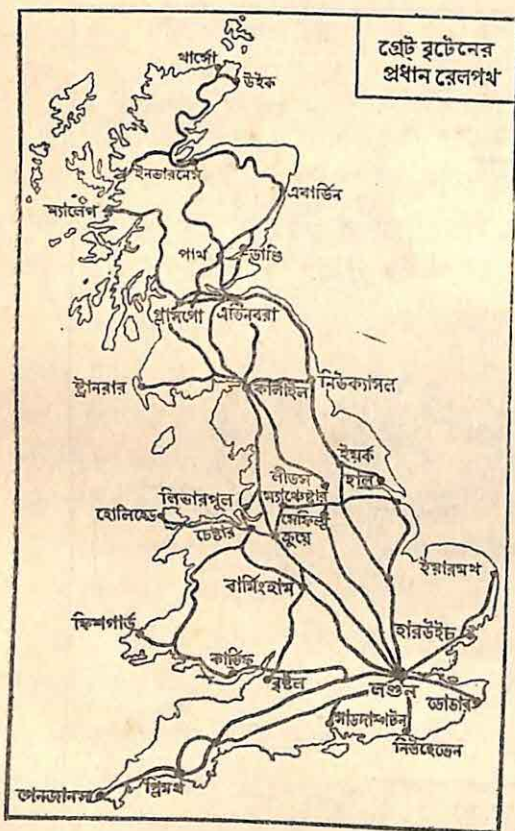 গ্রেট বৃটেনের
প্রধান রেলপথ
থার্সো
উইক
ইনভারনেস
ম্যালেগ
এবার্ডিন
পার্থ
ডাণ্ডি
গ্লাসগো এডিনবরা
ষ্ট্রানরার
কার্লাইল
নিউক্যাসল
ইয়র্ক
হাল
লীডস
ম্যাঞ্চেষ্টার
লিভারপুল
শেফিল্ড
হোলিহেড
চেষ্টার
ক্রুয়ে
ইয়ারমথ
বার্মিংহাম
ফিশগার্ড
হারউইচ
কার্ডিফ
ব্রষ্টল
লণ্ডন
ডোভার
সাউদাম্পটন
নিউহেভেন
প্লিমথ
পেনজান্স